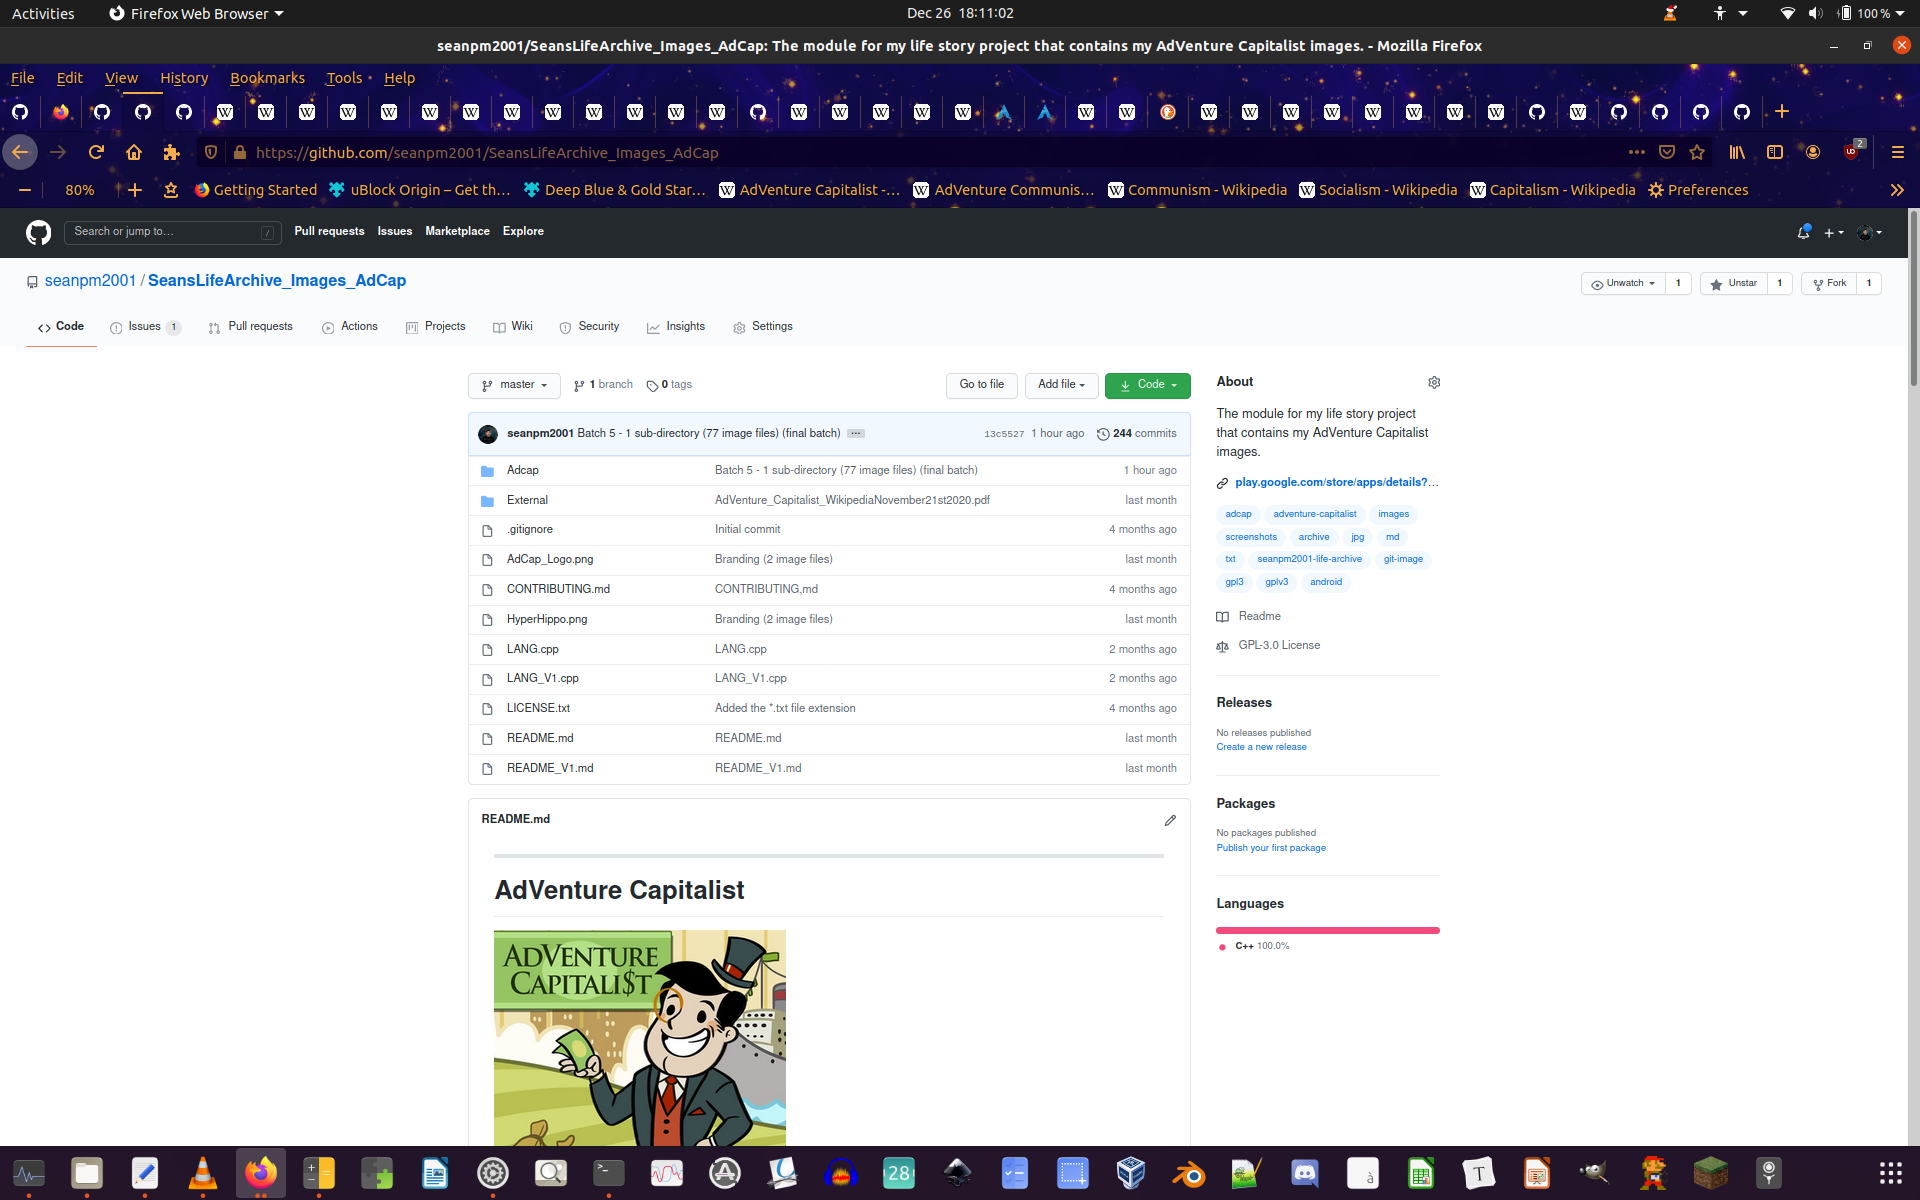 Activities Firefox Web Browser Dec 26 18:11:02 100 %
seanpm2001/SeansLifeArchive_Images_AdCap: The module for my life story project that contains my AdVenture Capitalist images. - Mozilla Firefox
File Edit View History Bookmarks Tools Help
https://github.com/seanpm2001/SeansLifeArchive_Images_AdCap 2
80% Getting Started uBlock Origin – Get th… Deep Blue & Gold Star… AdVenture Capitalist -… AdVenture Communis… Communism - Wikipedia Socialism - Wikipedia Capitalism - Wikipedia Preferences
Search or jump to… / Pull requests Issues Marketplace Explore
seanpm2001 / SeansLifeArchive_Images_AdCap Unwatch 1 Unstar 1 Fork 1
Code Issues 1 Pull requests Actions Projects Wiki Security Insights Settings
master 1 branch 0 tags Go to file Add file Code
seanpm2001 Batch 5 - 1 sub-directory (77 image files) (final batch) … 13c5527 1 hour ago 244 commits
Adcap Batch 5 - 1 sub-directory (77 image files) (final batch) 1 hour ago
External AdVenture_Capitalist_WikipediaNovember21st2020.pdf last month
.gitignore Initial commit 4 months ago
AdCap_Logo.png Branding (2 image files) last month
CONTRIBUTING.md CONTRIBUTING,md 4 months ago
HyperHippo.png Branding (2 image files) last month
LANG.cpp LANG.cpp 2 months ago
LANG_V1.cpp LANG_V1.cpp 2 months ago
LICENSE.txt Added the *.txt file extension 4 months ago
README.md README.md last month
README_V1.md README_V1.md last month
README.md
AdVenture Capitalist
ADVENTURE
CAPITALI$T
About
The module for my life story project
that contains my AdVenture Capitalist
images.
play.google.com/store/apps/details?…
adcap adventure-capitalist images
screenshots archive jpg md
txt seanpm2001-life-archive git-image
gpl3 gplv3 android
Readme
GPL-3.0 License
Releases
No releases published
Create a new release
Packages
No packages published
Publish your first package
Languages
C++ 100.0%
28